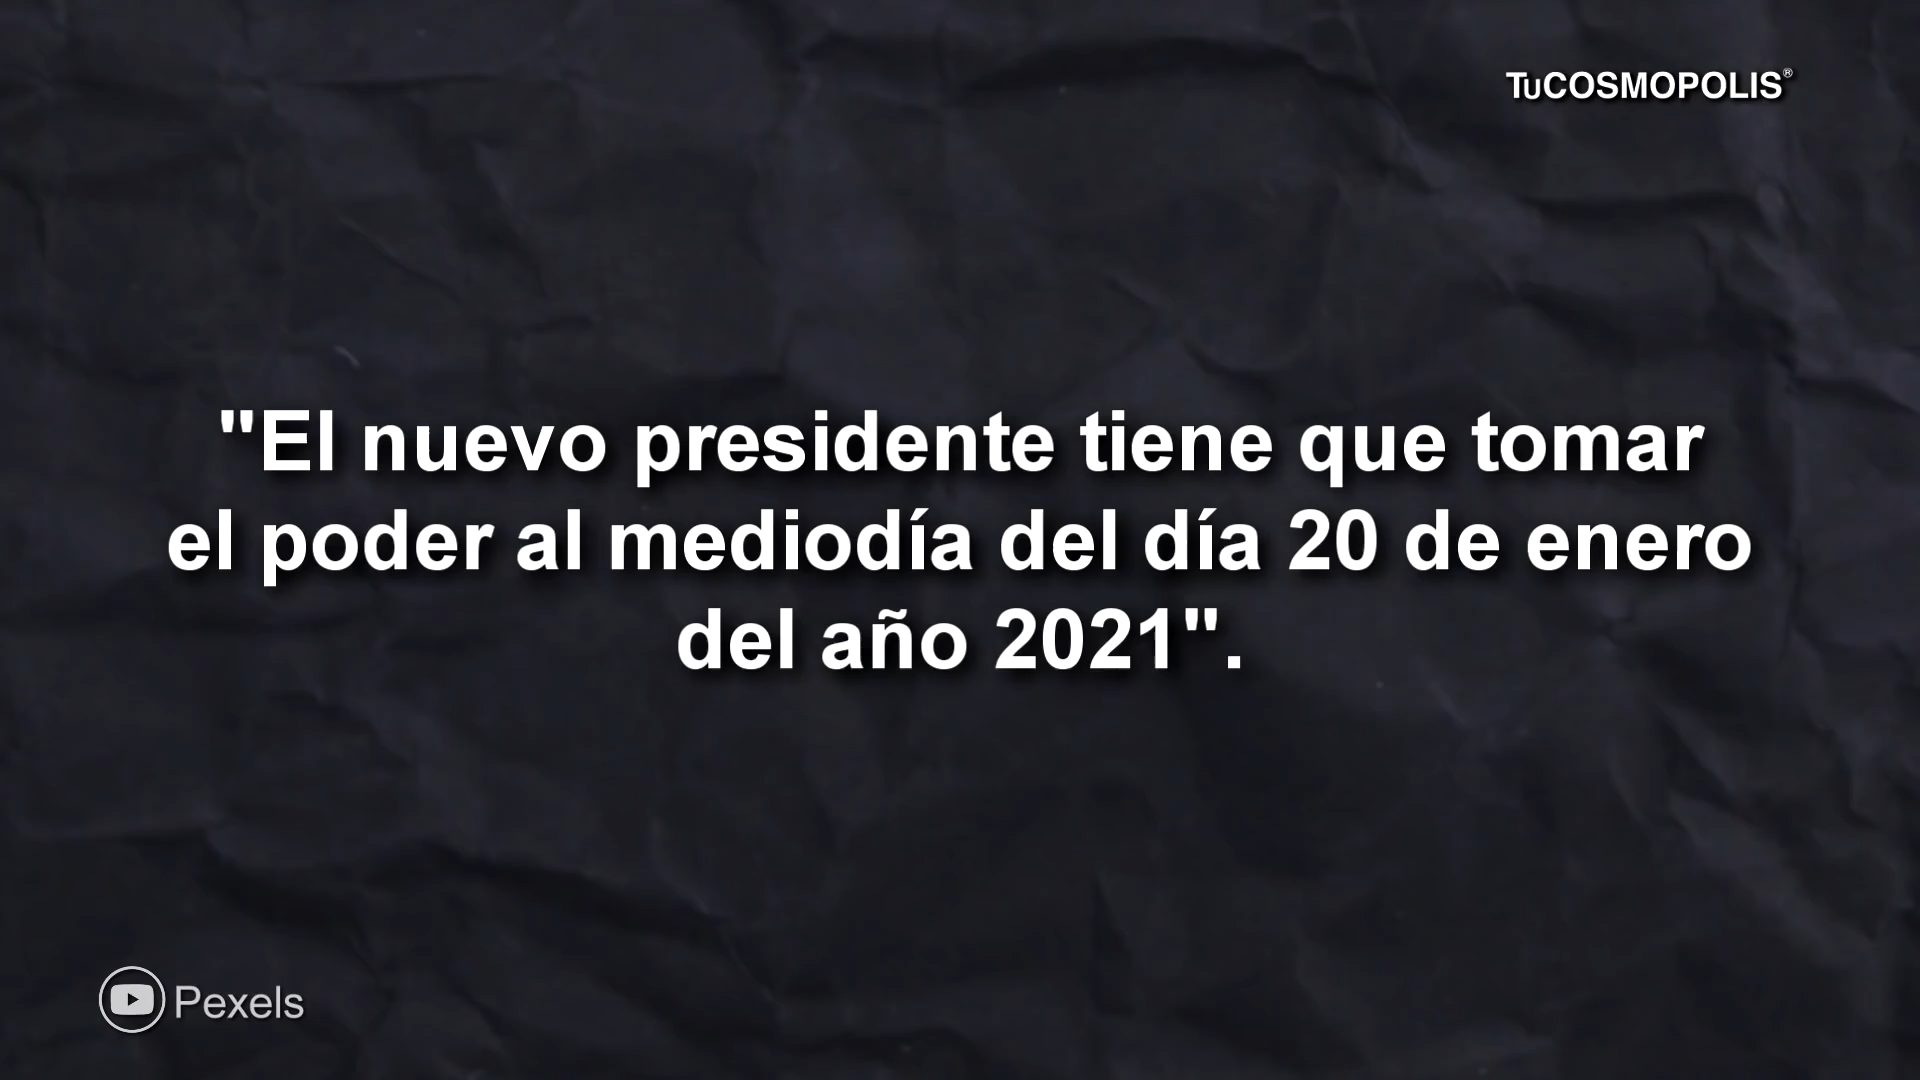 TuCOSMOPOLIS®
"El nuevo presidente tiene que tomar
el poder al mediodía del día 20 de enero
del año 2021".
Pexels